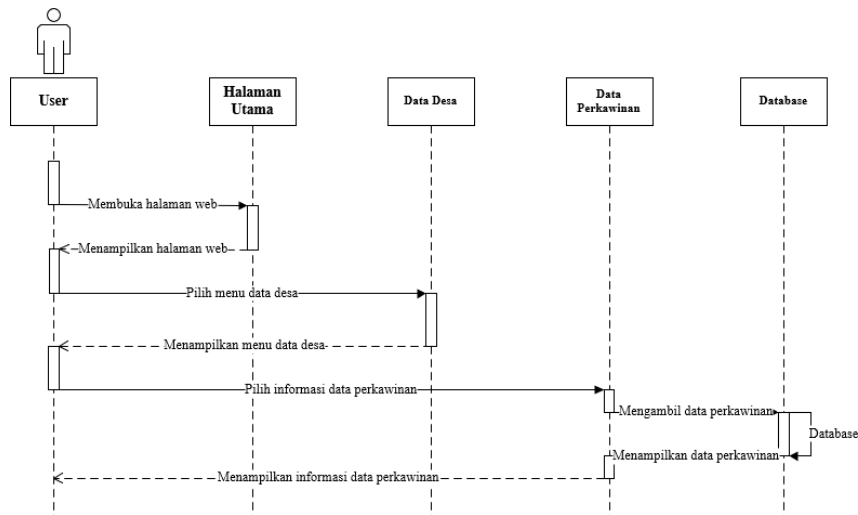 User
Halaman
Utama
Data Desa
Data
Perkawinan
Database
Membuka halaman web
Menampilkan halaman web
Pilih menu data desa
Menampilkan menu data desa
Pilih informasi data perkawinan
Mengambil data perkawinan
Database
Menampilkan data perkawinan
Menampilkan informasi data perkawinan